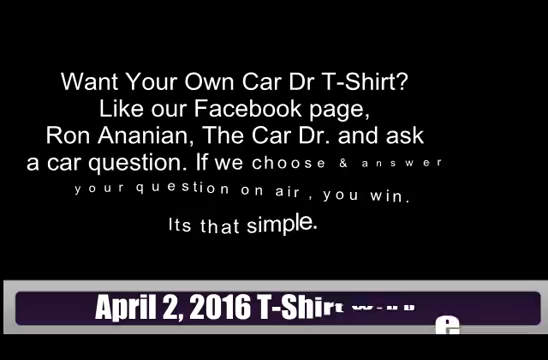 Want Your Own Car Dr T-Shirt?
Like our Facebook page,
Ron Ananian, The Car Dr. and ask
a car question. If we choose & answer
your question on air, you win.
Its that simple.
April 2, 2016 T-Shirt